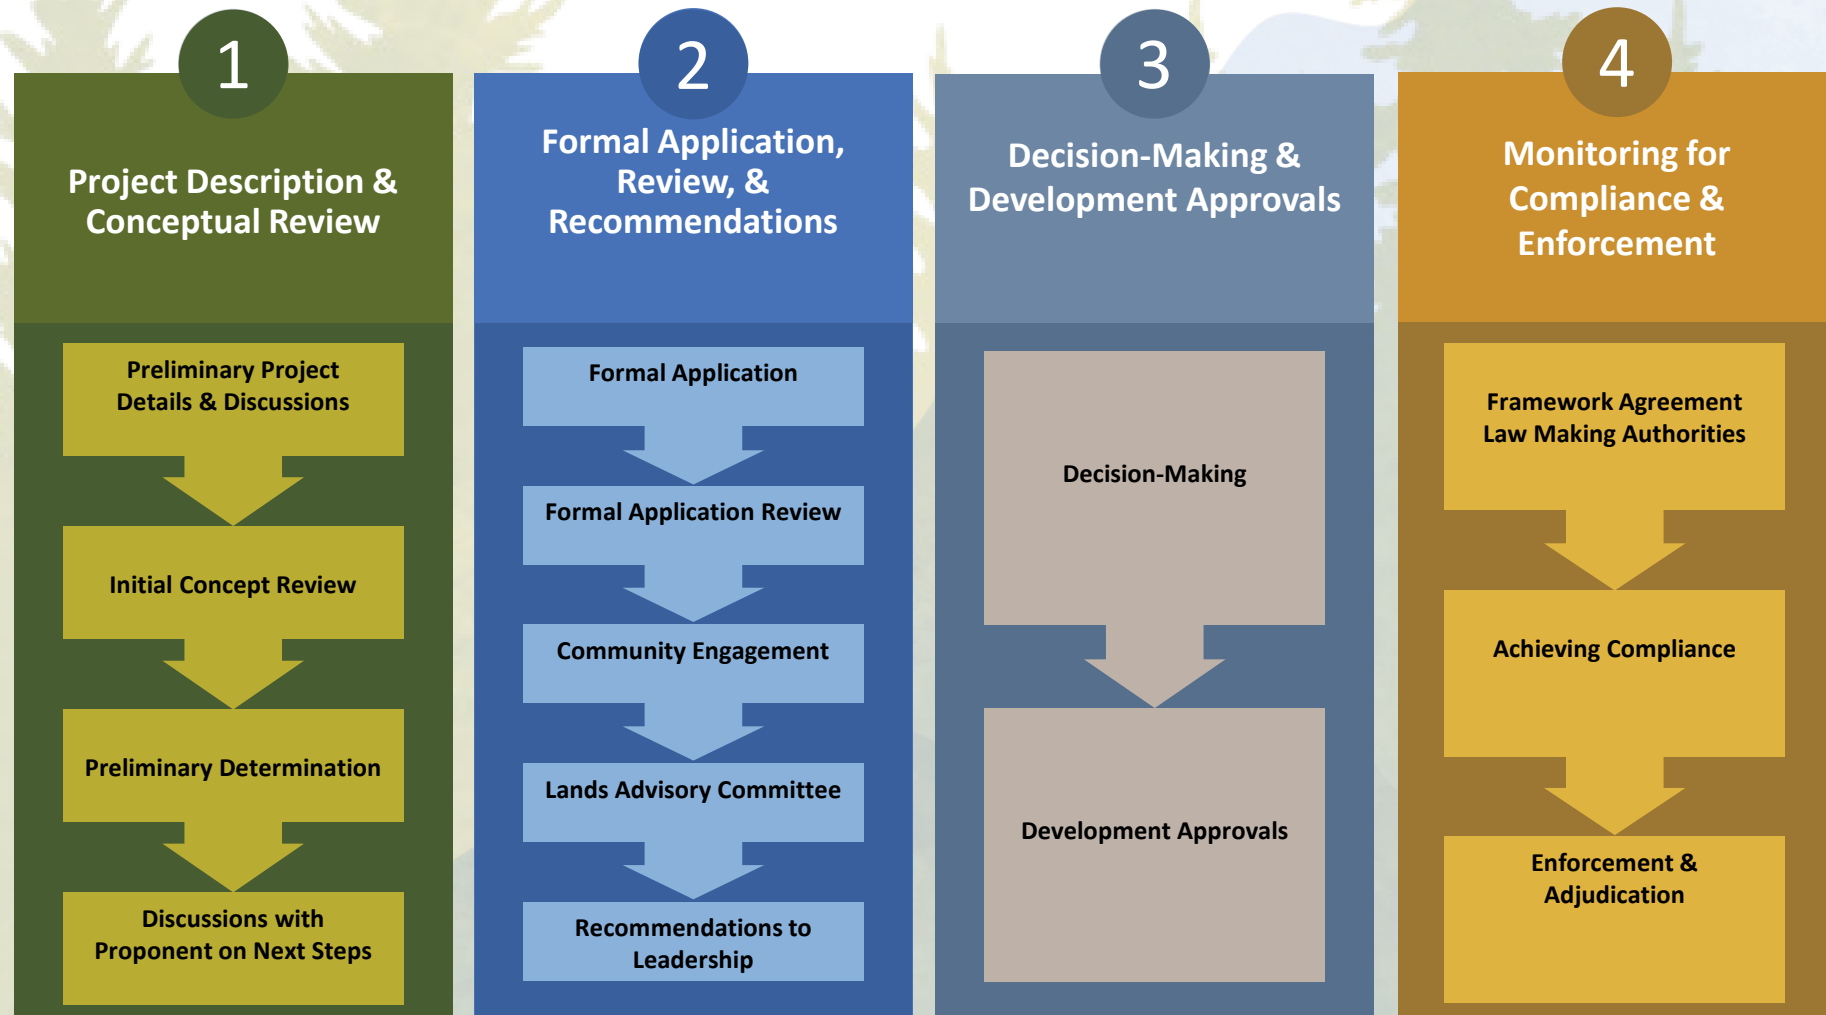 1
Project Description &
Conceptual Review
Preliminary Project
Details & Discussions
Initial Concept Review
Preliminary Determination
Discussions with
Proponent on Next Steps
2
Formal Application,
Review, &
Recommendations
Formal Application
Formal Application Review
Community Engagement
Lands Advisory Committee
Recommendations to
Leadership
3
Decision-Making &
Development Approvals
Decision-Making
Development Approvals
4
Monitoring for
Compliance &
Enforcement
Framework Agreement
Law Making Authorities
Achieving Compliance
Enforcement &
Adjudication